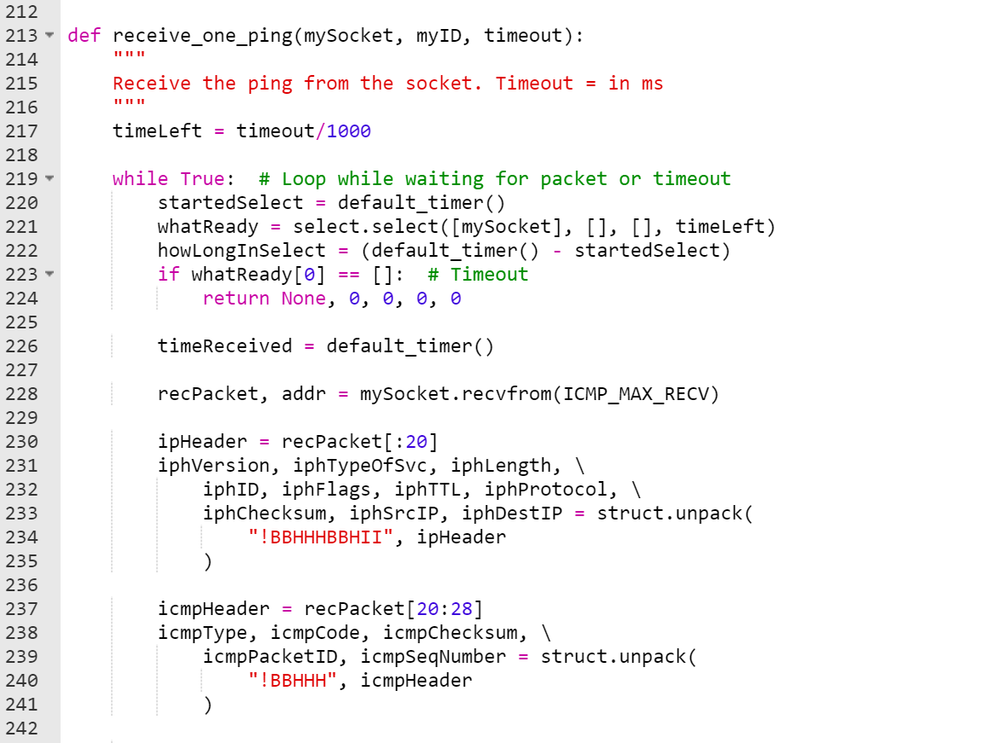 212
213 def receive_one_ping(mySocket, myID, timeout):
214     """
215     Receive the ping from the socket. Timeout = in ms
216     """
217     timeLeft = timeout/1000
218
219     while True:  # Loop while waiting for packet or timeout
220         startedSelect = default_timer()
221         whatReady = select.select([mySocket], [], [], timeLeft)
222         howLongInSelect = (default_timer() - startedSelect)
223         if whatReady[0] == []:  # Timeout
224             return None, 0, 0, 0, 0
225
226         timeReceived = default_timer()
227
228         recPacket, addr = mySocket.recvfrom(ICMP_MAX_RECV)
229
230         ipHeader = recPacket[:20]
231         iphVersion, iphTypeOfSvc, iphLength, \
232             iphID, iphFlags, iphTTL, iphProtocol, \
233             iphChecksum, iphSrcIP, iphDestIP = struct.unpack(
234                 "!BBHHHBBHII", ipHeader
235             )
236
237         icmpHeader = recPacket[20:28]
238         icmpType, icmpCode, icmpChecksum, \
239             icmpPacketID, icmpSeqNumber = struct.unpack(
240                 "!BBHHH", icmpHeader
241             )
242